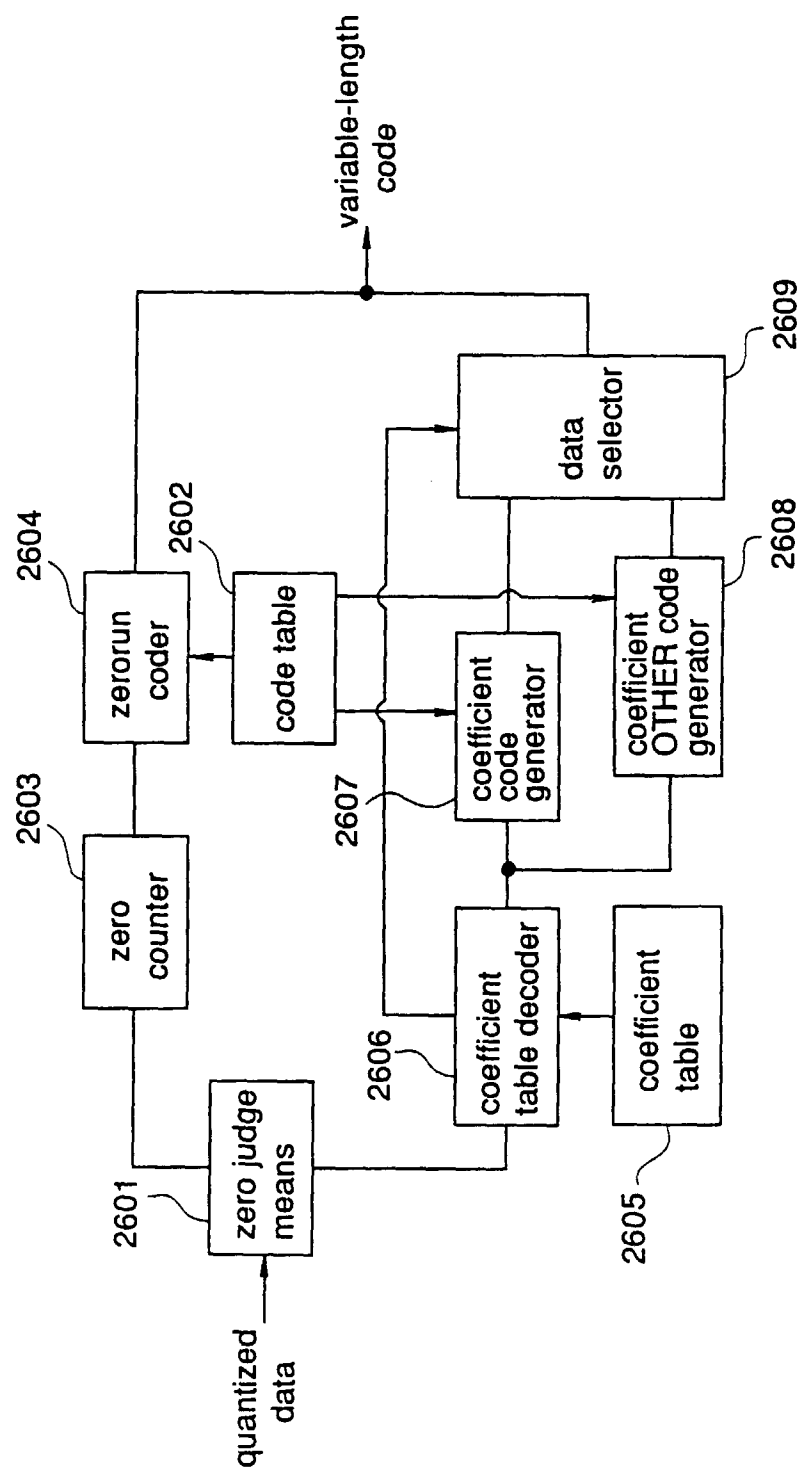 quantized
data
2601
zero judge
means
2603
zero
counter
2604
zerorun
coder
2602
code table
2606
coefficient
table decoder
2605
coefficient
table
2607
coefficient
code
generator
2608
coefficient
OTHER code
generator
2609
data
selector
variable-length
code